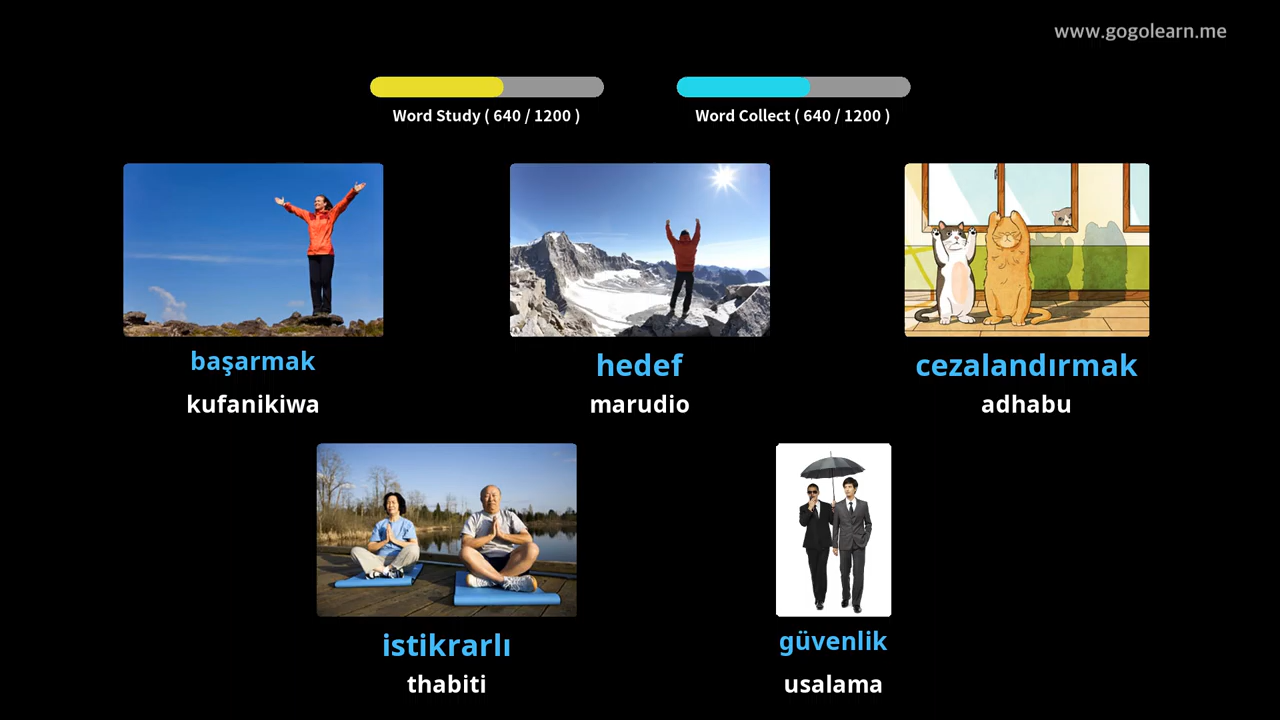 www.gogolearn.me
Word Study ( 640 / 1200 )
Word Collect ( 640 / 1200 )
başarmak
kufanikiwa
hedef
marudio
cezalandırmak
adhabu
istikrarlı
thabiti
güvenlik
usalama